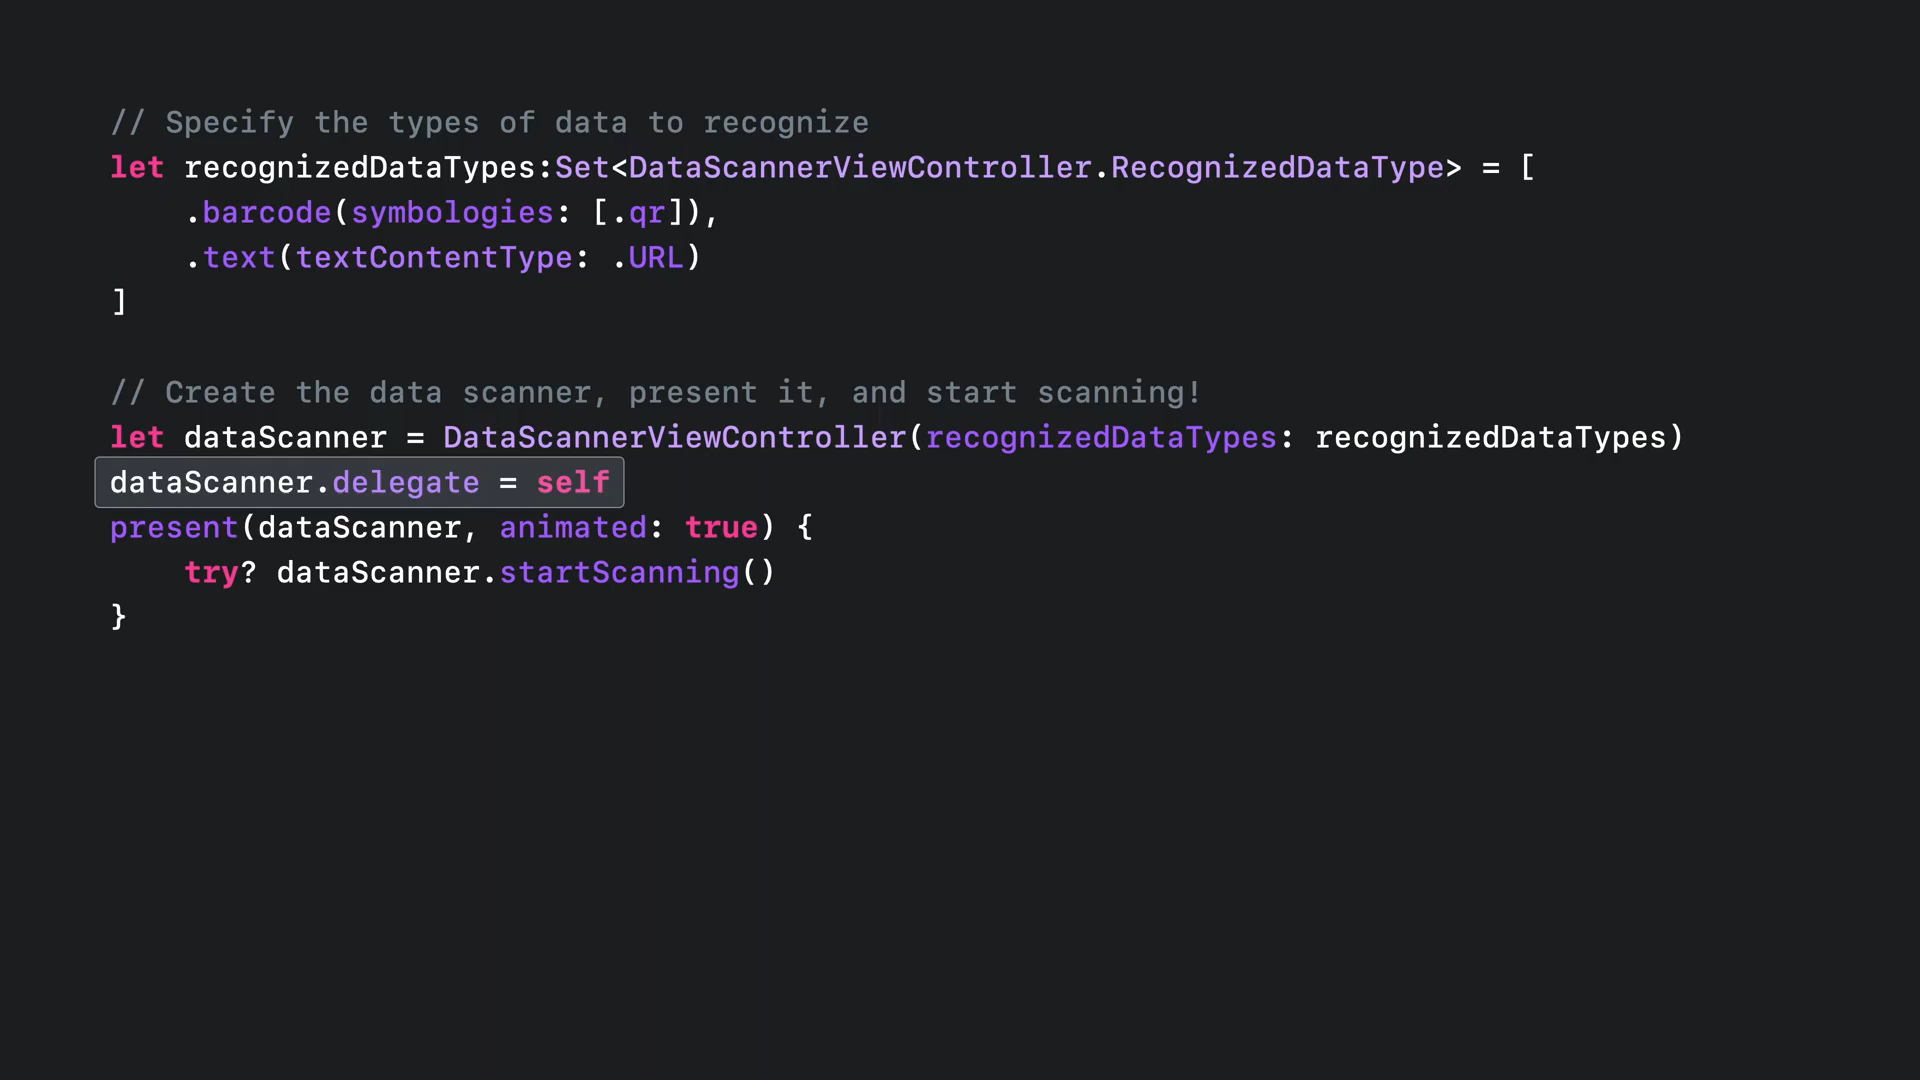 // Specify the types of data to recognize
let recognizedDataTypes:Set<DataScannerViewController.RecognizedDataType> = [
    .barcode(symbologies: [.qr]),
    .text(textContentType: .URL)
]

// Create the data scanner, present it, and start scanning!
let dataScanner = DataScannerViewController(recognizedDataTypes: recognizedDataTypes)
dataScanner.delegate = self
present(dataScanner, animated: true) {
    try? dataScanner.startScanning()
}